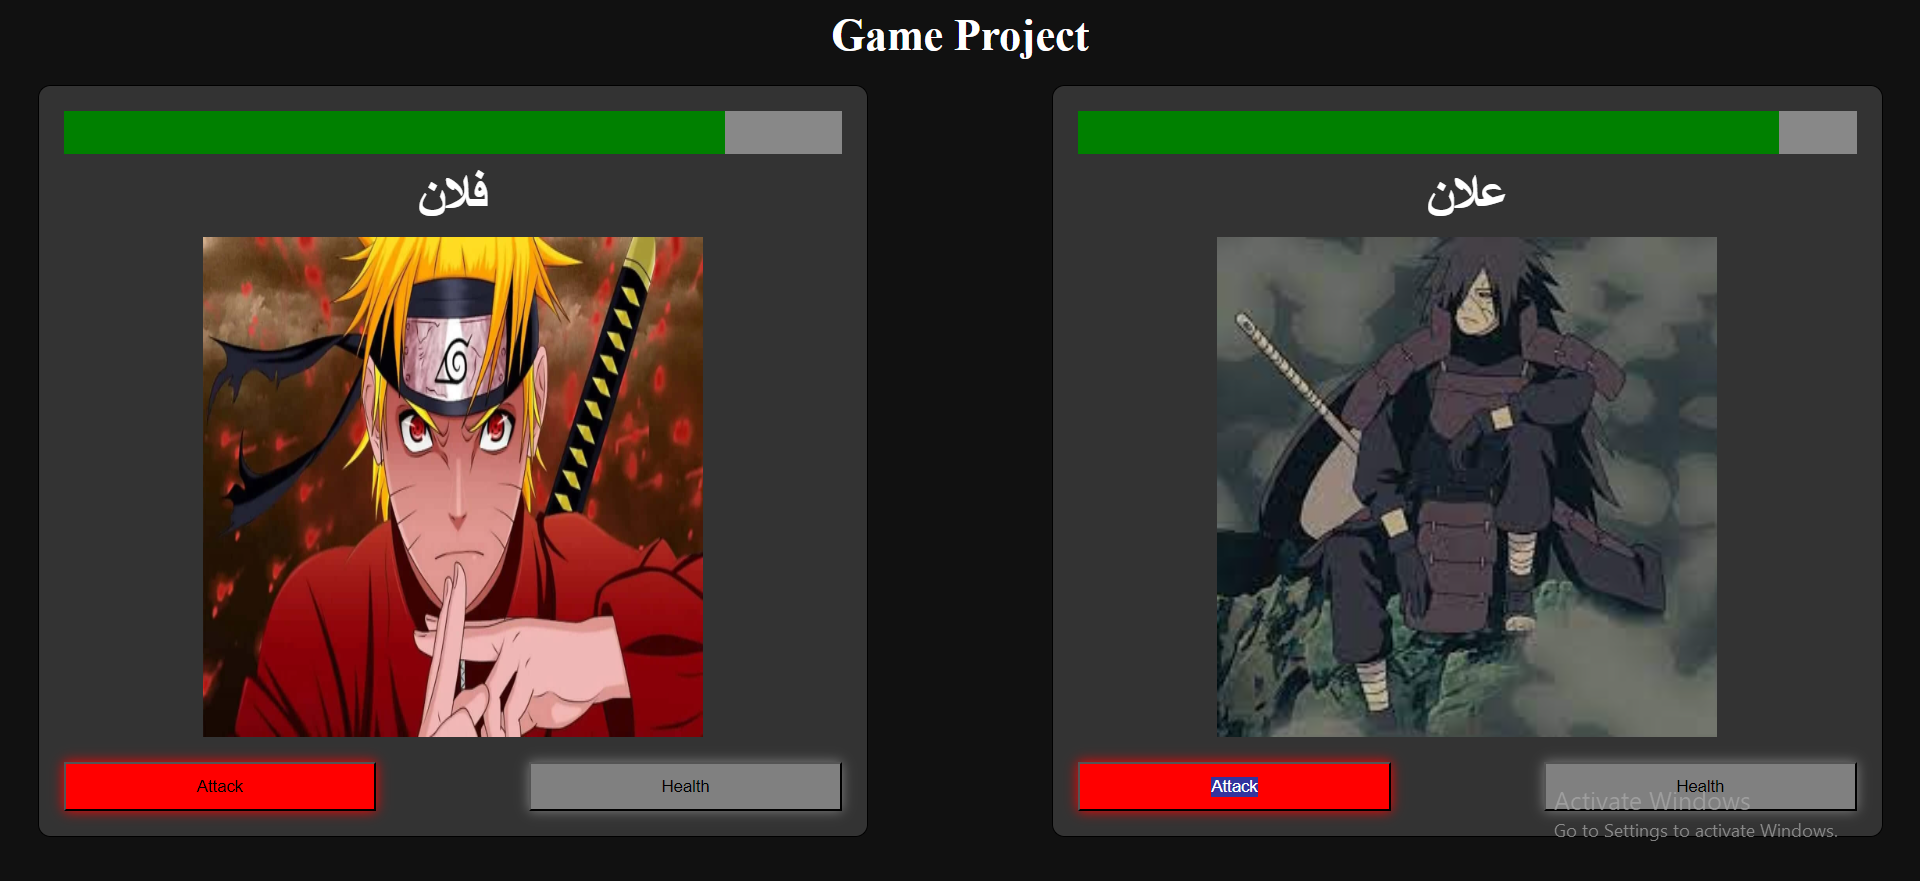 Game Project
فلان
علان
Attack
Health
Attack
Health
Activate Windows
Go to Settings to activate Windows.